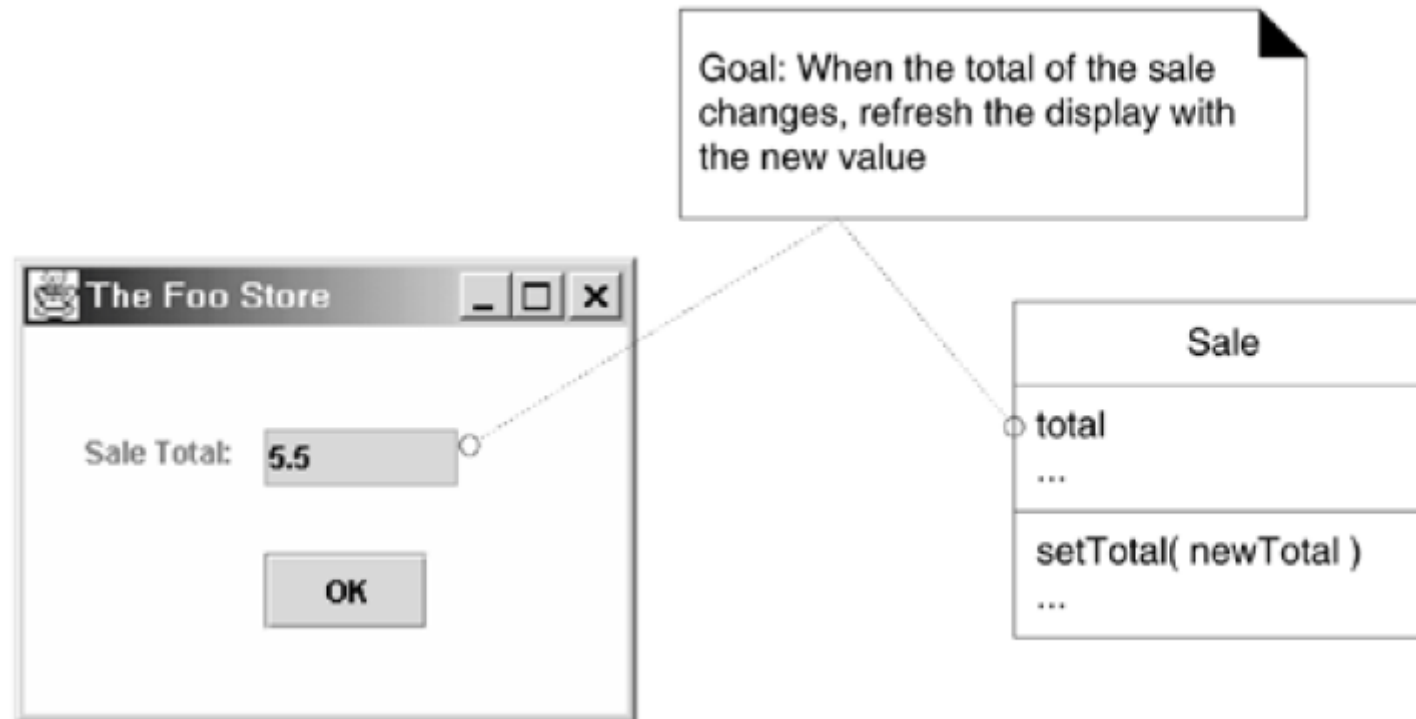 Goal: When the total of the sale
changes, refresh the display with
the new value
The Foo Store
Sale Total:
5.5
OK
Sale
total
...
setTotal( newTotal )
...